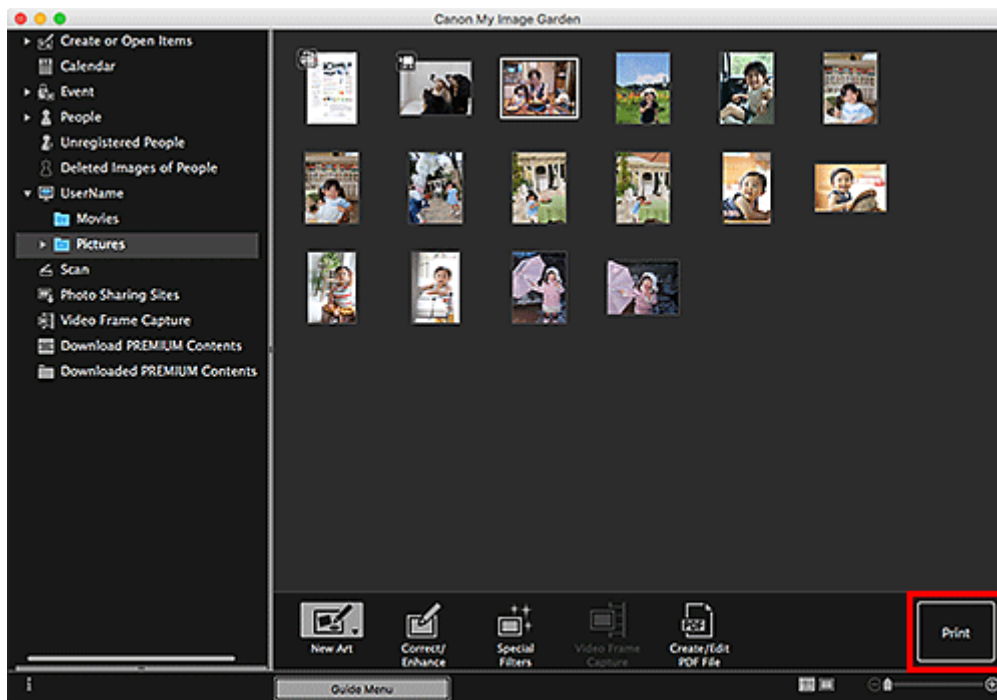 Canon My Image Garden
Create or Open Items
Calendar
Event
People
Unregistered People
Deleted Images of People
UserName
Movies
Pictures
Scan
Photo Sharing Sites
Video Frame Capture
Download PREMIUM Contents
Downloaded PREMIUM Contents
New Art
Correct/
Enhance
Special
Filters
Video Frame
Capture
PDF
Create/Edit
PDF File
Print
Guide Menu